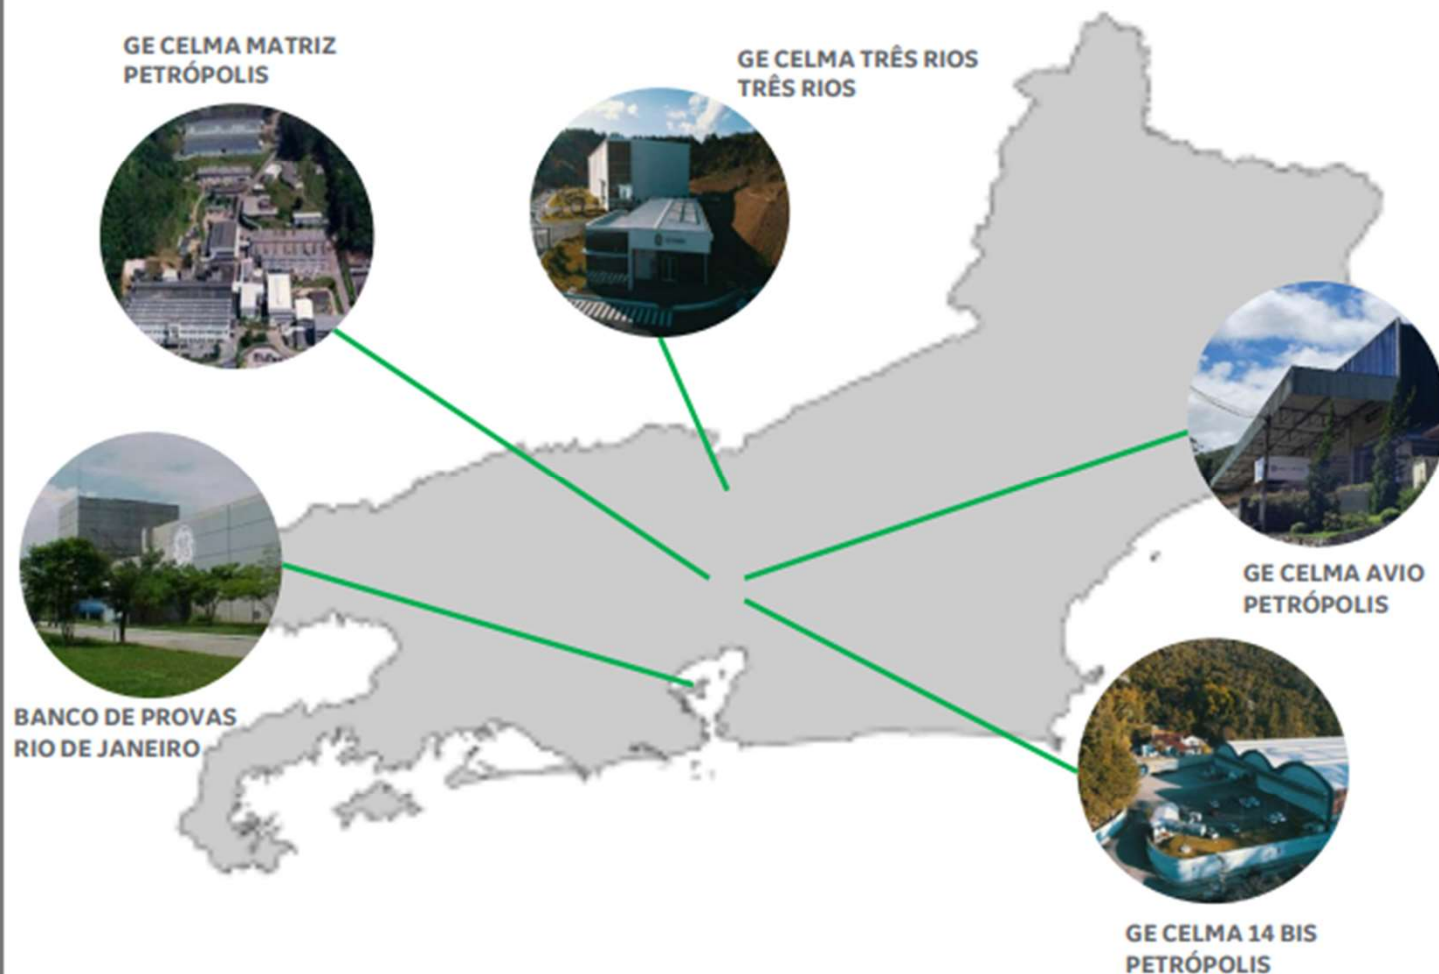 GE CELMA MATRIZ
PETRÓPOLIS
GE CELMA TRÊS RIOS
TRÊS RIOS
GE CELMA AVIO
PETRÓPOLIS
BANCO DE PROVAS
RIO DE JANEIRO
GE CELMA 14 BIS
PETRÓPOLIS